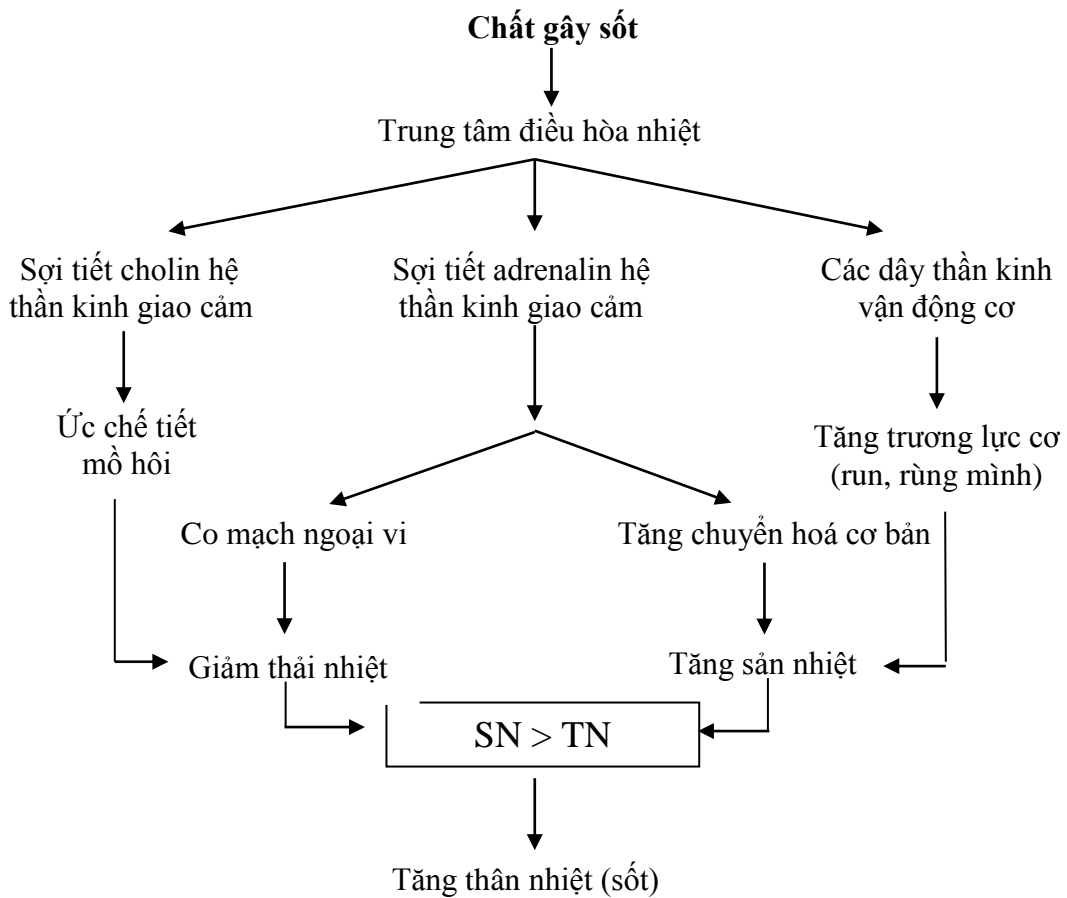 Chất gây sốt
Trung tâm điều hòa nhiệt
Sợi tiết cholin hệ
thần kinh giao cảm
Sợi tiết adrenalin hệ
thần kinh giao cảm
Các dây thần kinh
vận động cơ
Ức chế tiết
mồ hôi
Tăng trương lực cơ
(run, rùng mình)
Co mạch ngoại vi
Tăng chuyển hoá cơ bản
Giảm thải nhiệt
Tăng sản nhiệt
SN > TN
Tăng thân nhiệt (sốt)